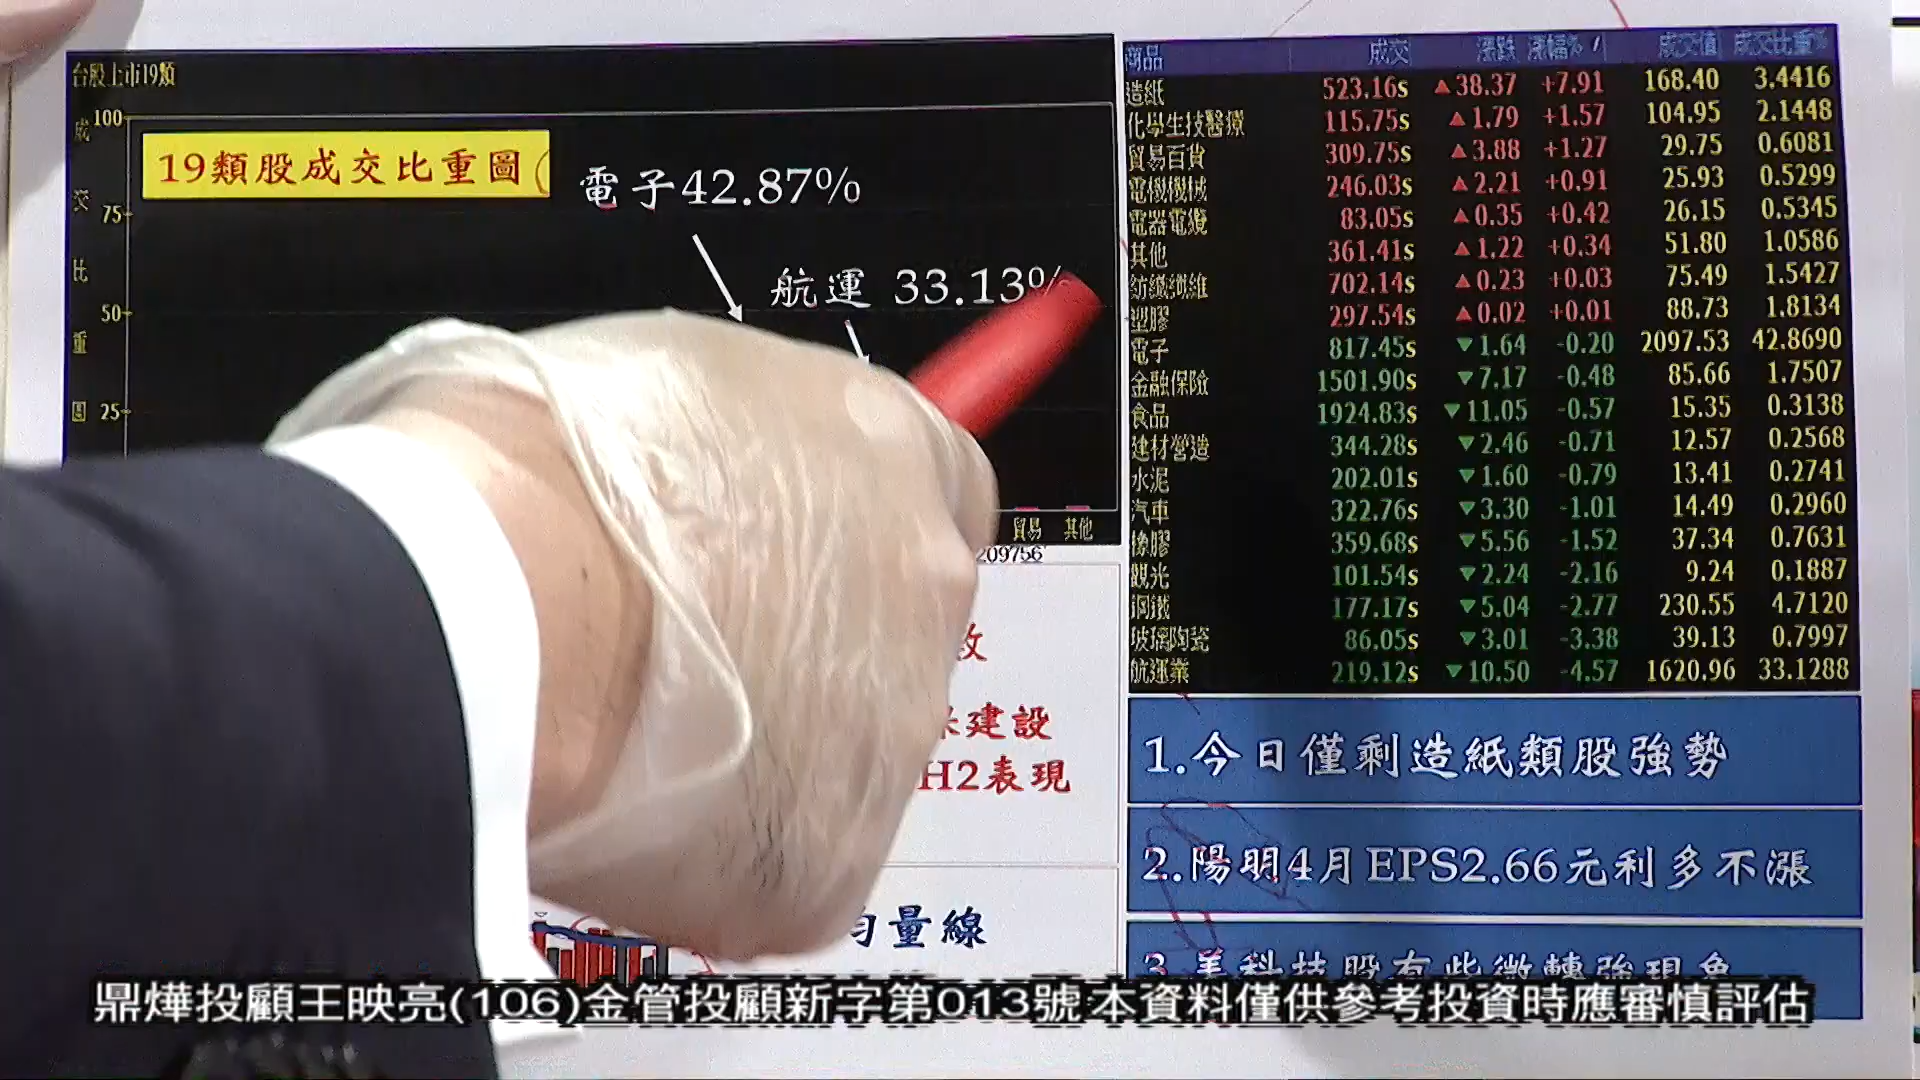 台股上市19類
成交比重圖
100
75
50
25
19類股成交比重圖(
電子42.87%
航運 33.13%
貿易 其他
209756
建設
H2表現
均量線
商品 成交 漲跌 漲幅% 成交值 成交比重%
造紙 523.16s ▲38.37 +7.91 168.40 3.4416
化學生技醫療 115.75s ▲1.79 +1.57 104.95 2.1448
貿易百貨 309.75s ▲3.88 +1.27 29.75 0.6081
電機機械 246.03s ▲2.21 +0.91 25.93 0.5299
電器電纜 83.05s ▲0.35 +0.42 26.15 0.5345
其他 361.41s ▲1.22 +0.34 51.80 1.0586
紡織纖維 702.14s ▲0.23 +0.03 75.49 1.5427
塑膠 297.54s ▲0.02 +0.01 88.73 1.8134
電子 817.45s ▼1.64 -0.20 2097.53 42.8690
金融保險 1501.90s ▼7.17 -0.48 85.66 1.7507
食品 1924.83s ▼11.05 -0.57 15.35 0.3138
建材營造 344.28s ▼2.46 -0.71 12.57 0.2568
水泥 202.01s ▼1.60 -0.79 13.41 0.2741
汽車 322.76s ▼3.30 -1.01 14.49 0.2960
橡膠 359.68s ▼5.56 -1.52 37.34 0.7631
觀光 101.54s ▼2.24 -2.16 9.24 0.1887
鋼鐵 177.17s ▼5.04 -2.77 230.55 4.7120
玻璃陶瓷 86.05s ▼3.01 -3.38 39.13 0.7997
航運業 219.12s ▼10.50 -4.57 1620.96 33.1288
1.今日僅剩造紙類股強勢
2.陽明4月EPS2.66元利多不漲
3.美科技股有些微轉強現象
鼎燁投顧王映亮(106)金管投顧新字第013號本資料僅供參考投資時應審慎評估